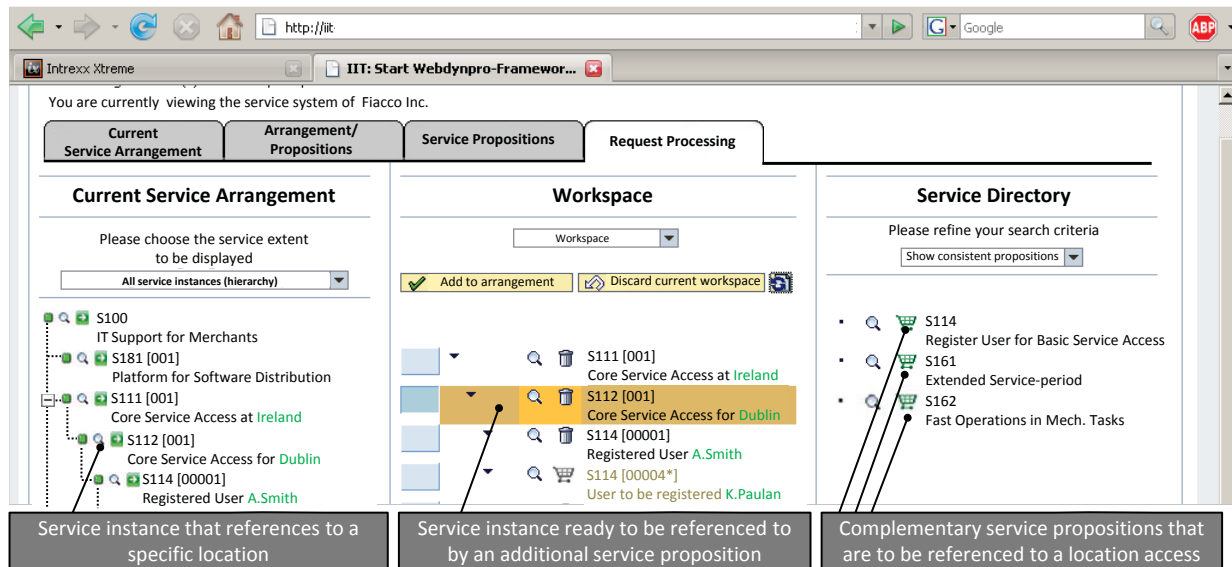 http://iit
G
Google
ABP
Intrexx Xtreme
IIT: Start Webdynpro-Framewor...
You are currently viewing the service system of Fiacco Inc.
Current
Service Arrangement
Arrangement/
Propositions
Service Propositions
Request Processing
Current Service Arrangement
Please choose the service extent
to be displayed
All service instances (hierarchy)
S100
IT Support for Merchants
S181 [001]
Platform for Software Distribution
S111 [001]
Core Service Access at Ireland
S112 [001]
Core Service Access for Dublin
S114 [00001]
Registered User A.Smith
Workspace
Workspace
Add to arrangement
Discard current workspace
S111 [001]
Core Service Access at Ireland
S112 [001]
Core Service Access for Dublin
S114 [00001]
Registered User A.Smith
S114 [00004*]
User to be registered K.Paulan
Service Directory
Please refine your search criteria
Show consistent propositions
S114
Register User for Basic Service Access
S161
Extended Service-period
S162
Fast Operations in Mech. Tasks
Service instance that references to a
specific location
Service instance ready to be referenced to
by an additional service proposition
Complementary service propositions that
are to be referenced to a location access